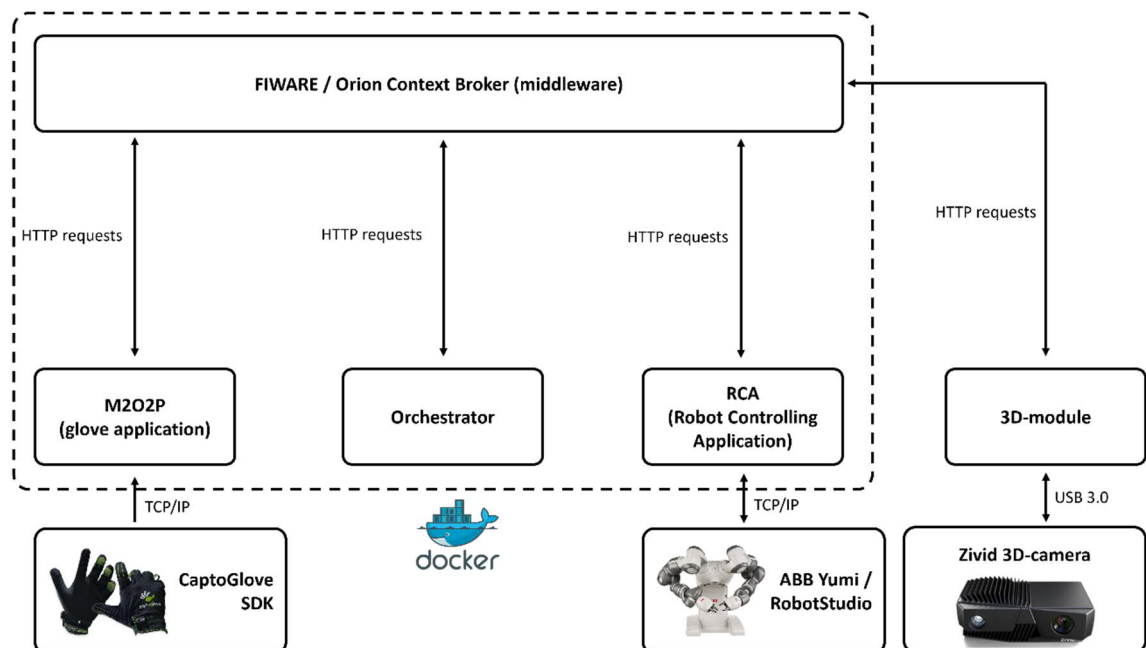 FIWARE / Orion Context Broker (middleware)
HTTP requests
HTTP requests
HTTP requests
HTTP requests
M2O2P
(glove application)
Orchestrator
RCA
(Robot Controlling
Application)
3D-module
TCP/IP
TCP/IP
USB 3.0
docker
CaptoGlove
SDK
ABB Yumi /
RobotStudio
Zivid 3D-camera